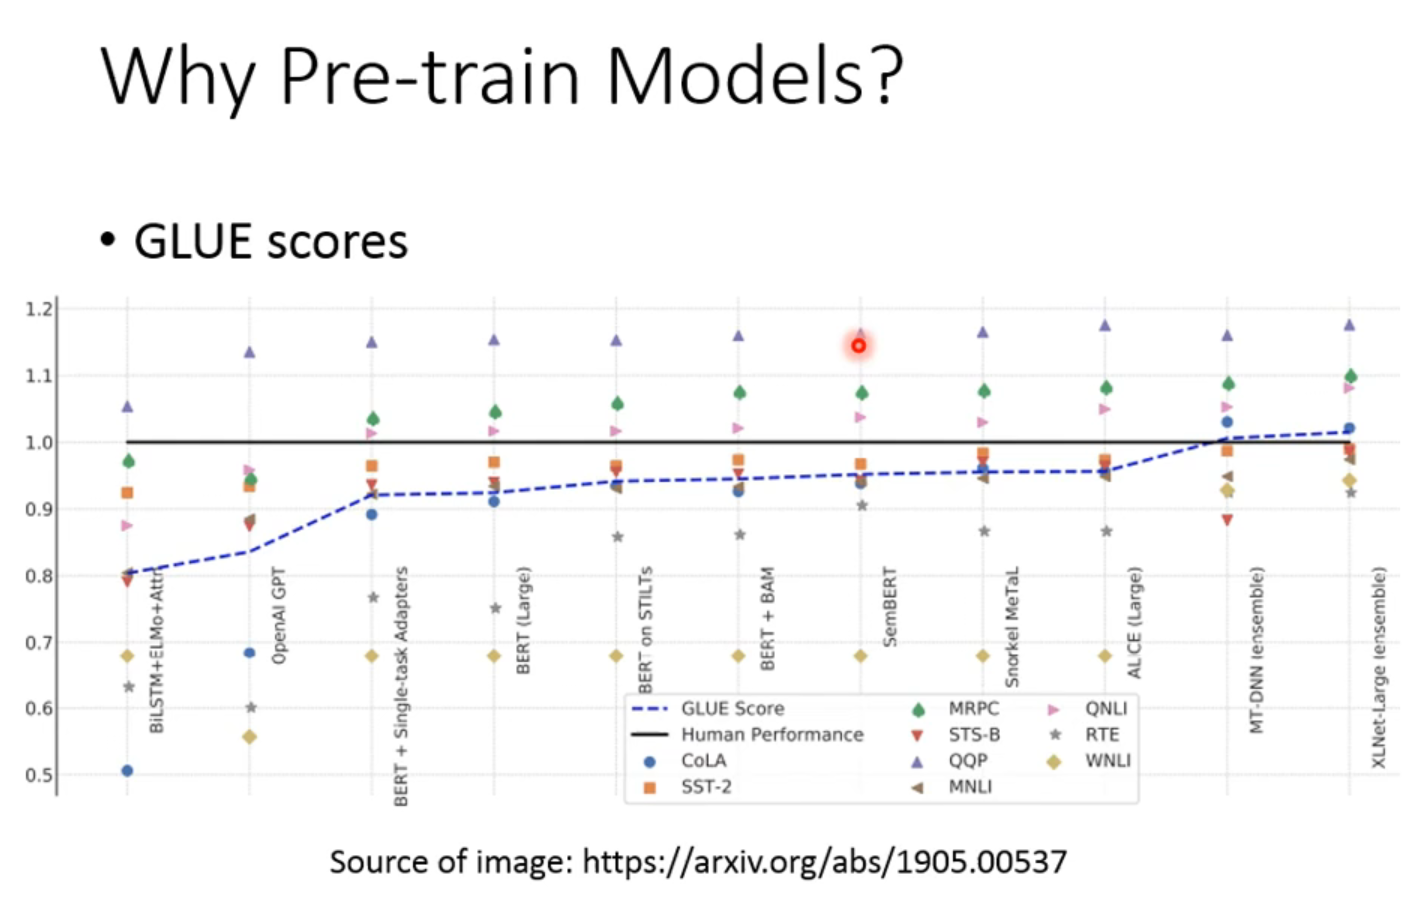 Why Pre-train Models?
• GLUE scores
1.2
1.1
1.0
0.9
0.8
0.7
0.6
0.5
BiLSTM+ELMo+Attn
OpenAI GPT
BERT + Single-task Adapters
BERT (Large)
BERT on STILTs
BERT + BAM
SemBERT
Snorkel MeTaL
ALICE (Large)
MT-DNN (ensemble)
XLNet-Large (ensemble)
GLUE Score
Human Performance
CoLA
SST-2
MRPC
STS-B
QQP
MNLI
QNLI
RTE
WNLI
Source of image: https://arxiv.org/abs/1905.00537